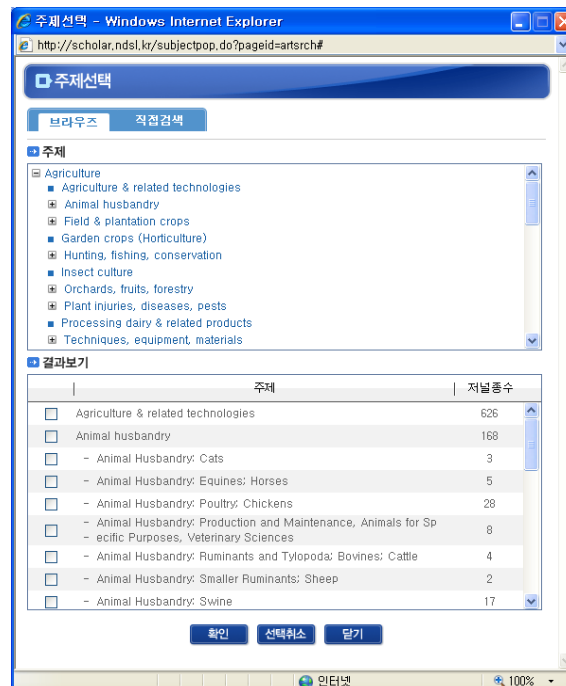 주제선택 - Windows Internet Explorer
http://scholar.ndsl.kr/subjectpop.do?pageid=artsrch#
주제선택
브라우즈 직접검색
주제
Agriculture
Agriculture & related technologies
Animal husbandry
Field & plantation crops
Garden crops (Horticulture)
Hunting, fishing, conservation
Insect culture
Orchards, fruits, forestry
Plant injuries, diseases, pests
Processing dairy & related products
Techniques, equipment, materials
결과보기
주제 저널종수
Agriculture & related technologies 626
Animal husbandry 168
- Animal Husbandry: Cats 3
- Animal Husbandry: Equines; Horses 5
- Animal Husbandry: Poultry; Chickens 28
- Animal Husbandry: Production and Maintenance, Animals for Sp
- ecific Purposes, Veterinary Sciences 8
- Animal Husbandry: Ruminants and Tylopoda; Bovines; Cattle 4
- Animal Husbandry: Smaller Ruminants; Sheep 2
- Animal Husbandry: Swine 17
확인 선택취소 닫기
인터넷 100%